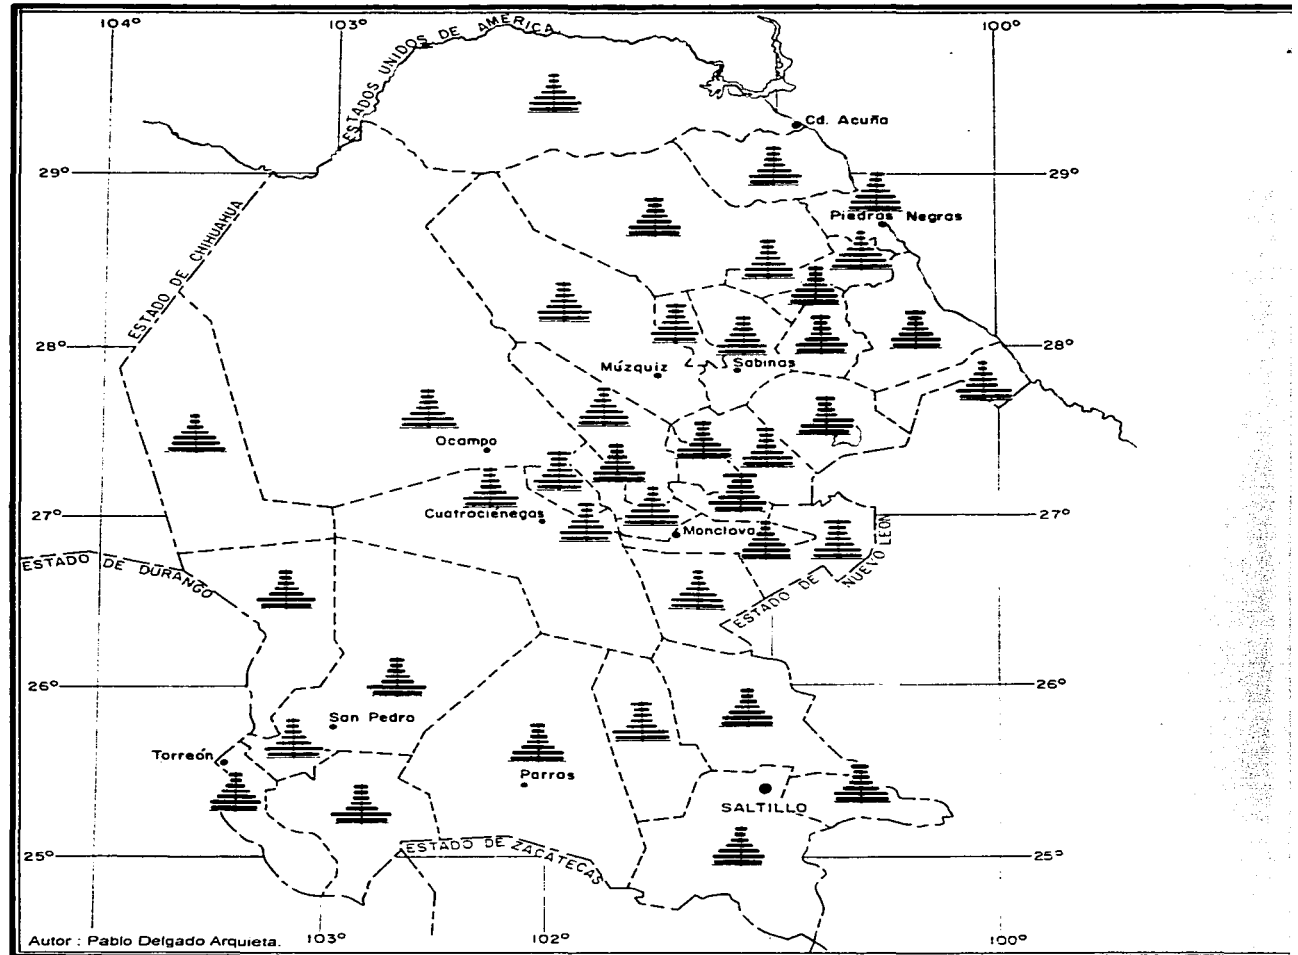 104°
103°
100°
ESTADOS UNIDOS DE AMERICA
Cd. Acuña
29°
29°
Piedras Negras
ESTADO DE CHIHUAHUA
28°
28°
Múzquiz
Sabinas
Ocampo
27°
Cuatrociénegas
Monclova
27°
ESTADO DE DURANGO
ESTADO DE NUEVO LEON
26°
26°
San Pedro
Torreón
Parras
SALTILLO
25°
ESTADO DE ZACATECAS
25°
103°
102°
100°
Autor : Pablo Delgado Arquieta.